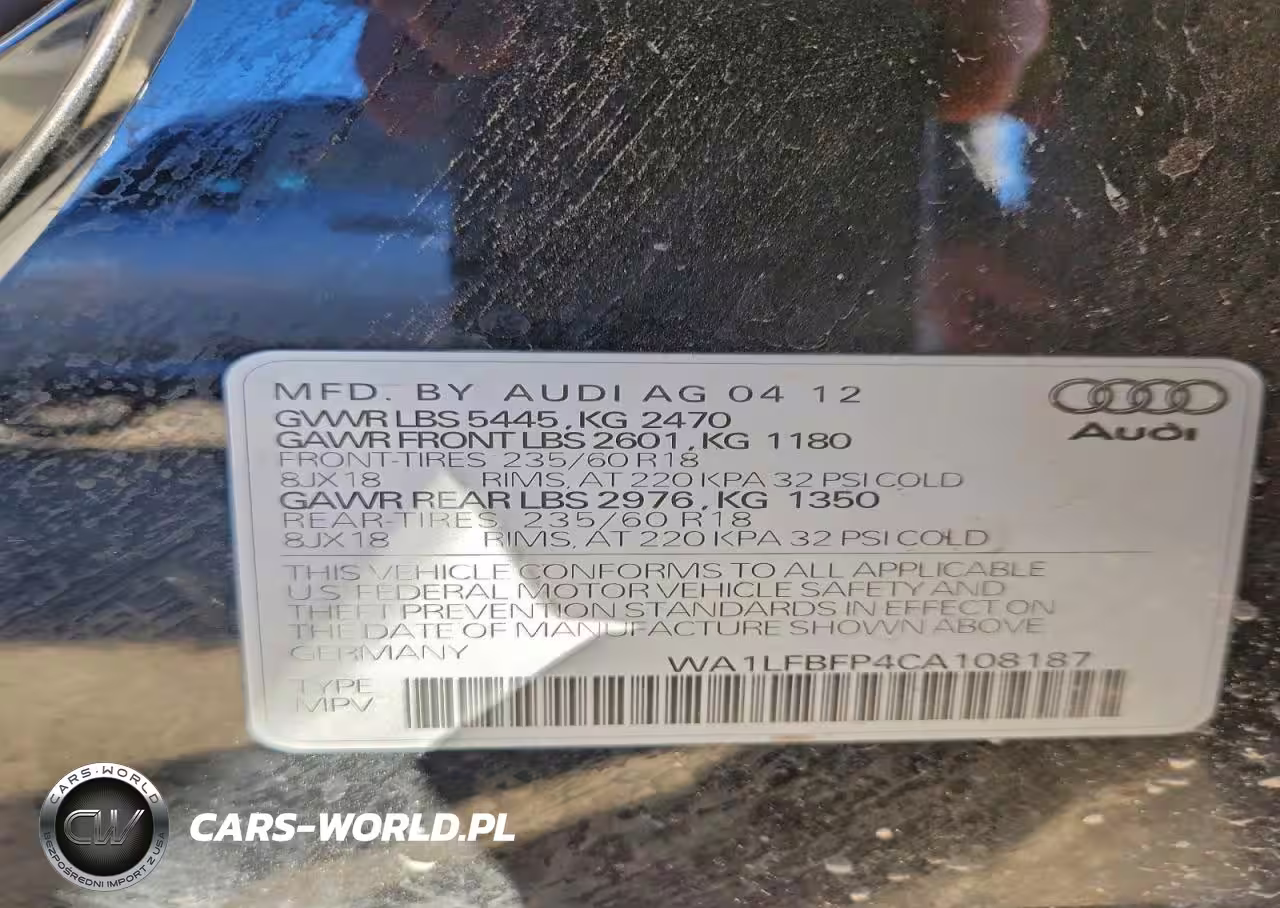 MFD. BY AUDI AG 04 12
GVWR LBS 5445, KG 2470
GAWR FRONT LBS 2601, KG 1180
FRONT-TIRES 235/60 R18
8JX18 RIMS, AT 220 KPA 32 PSI COLD
GAWR REAR LBS 2976, KG 1350
REAR-TIRES 235/60 R18
8JX18 RIMS, AT 220 KPA 32 PSI COLD
Audi
THIS VEHICLE CONFORMS TO ALL APPLICABLE
U.S. FEDERAL MOTOR VEHICLE SAFETY AND
THEFT PREVENTION STANDARDS IN EFFECT ON
THE DATE OF MANUFACTURE SHOWN ABOVE
GERMANY WA1LFBFP4CA108187
TYPE
MPV
CARS-WORLD
CW
BEZPOŚREDNI IMPORT Z USA
CARS-WORLD.PL